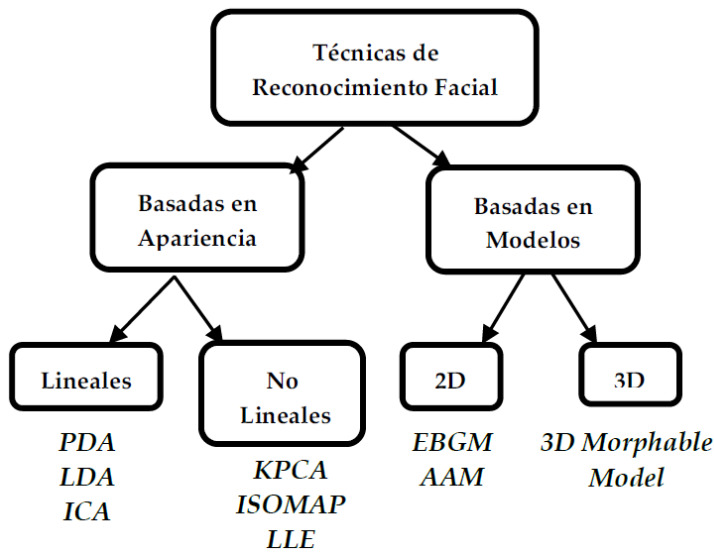 Técnicas de
Reconocimiento Facial
Basadas en
Apariencia
Basadas en
Modelos
Lineales
No
Lineales
2D
3D
PDA
LDA
ICA
KPCA
ISOMAP
LLE
EBGM
AAM
3D Morphable
Model